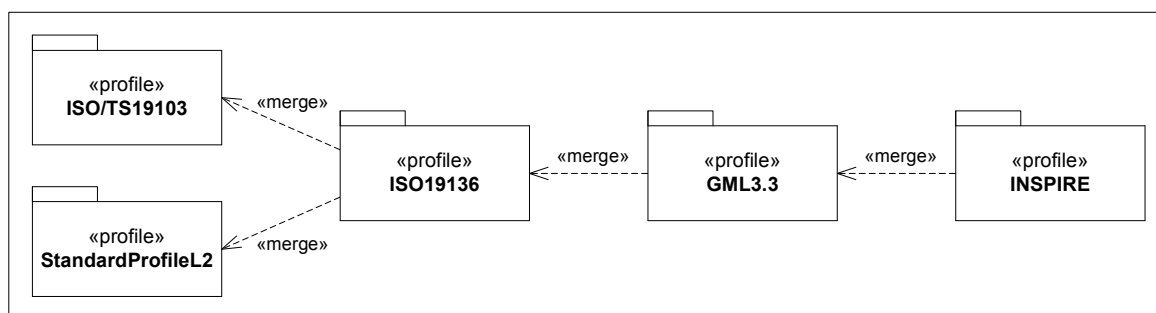 «profile»
ISO/TS19103
«merge»
«profile»
ISO19136
«merge»
«profile»
GML3.3
«merge»
«profile»
INSPIRE
«profile»
StandardProfileL2
«merge»